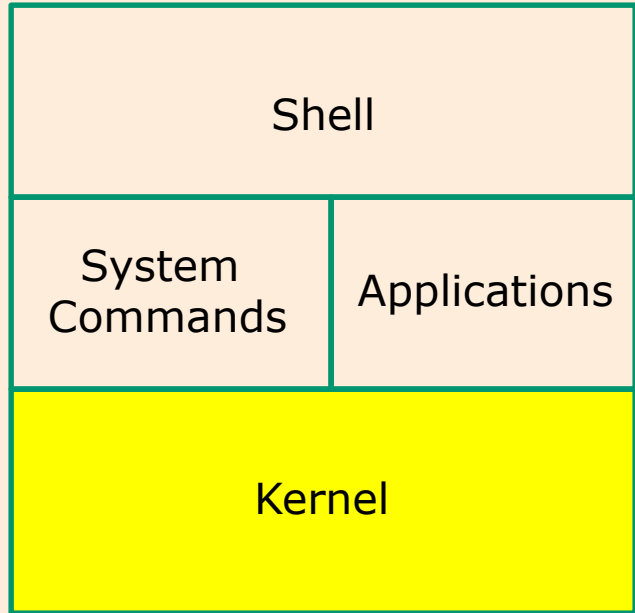 Shell
System
Commands
Applications
Kernel